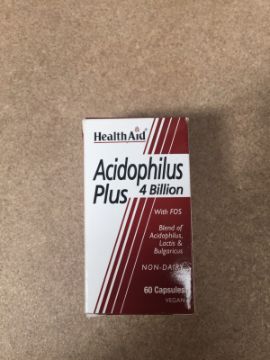 HealthAid®
Acidophilus
Plus 4 Billion
With FOS
Blend of
Acidophilus,
Lactis &
Bulgaricus
NON-DAIRY
60 Capsules
VEGAN